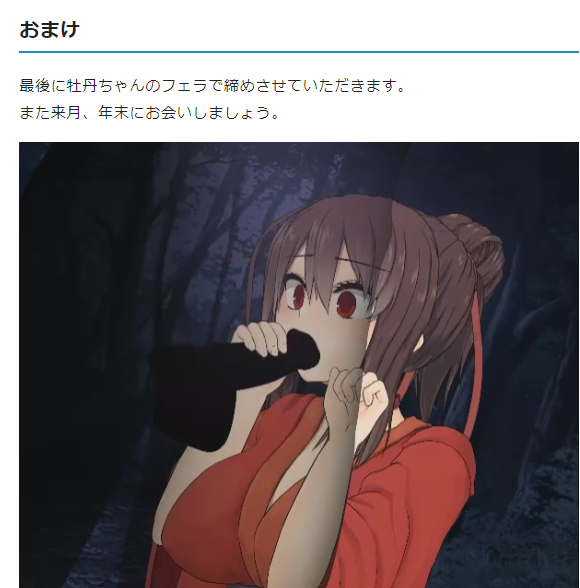 おまけ
最後に牡丹ちゃんのフェラで締めさせていただきます。
また来月、年末にお会いしましょう。